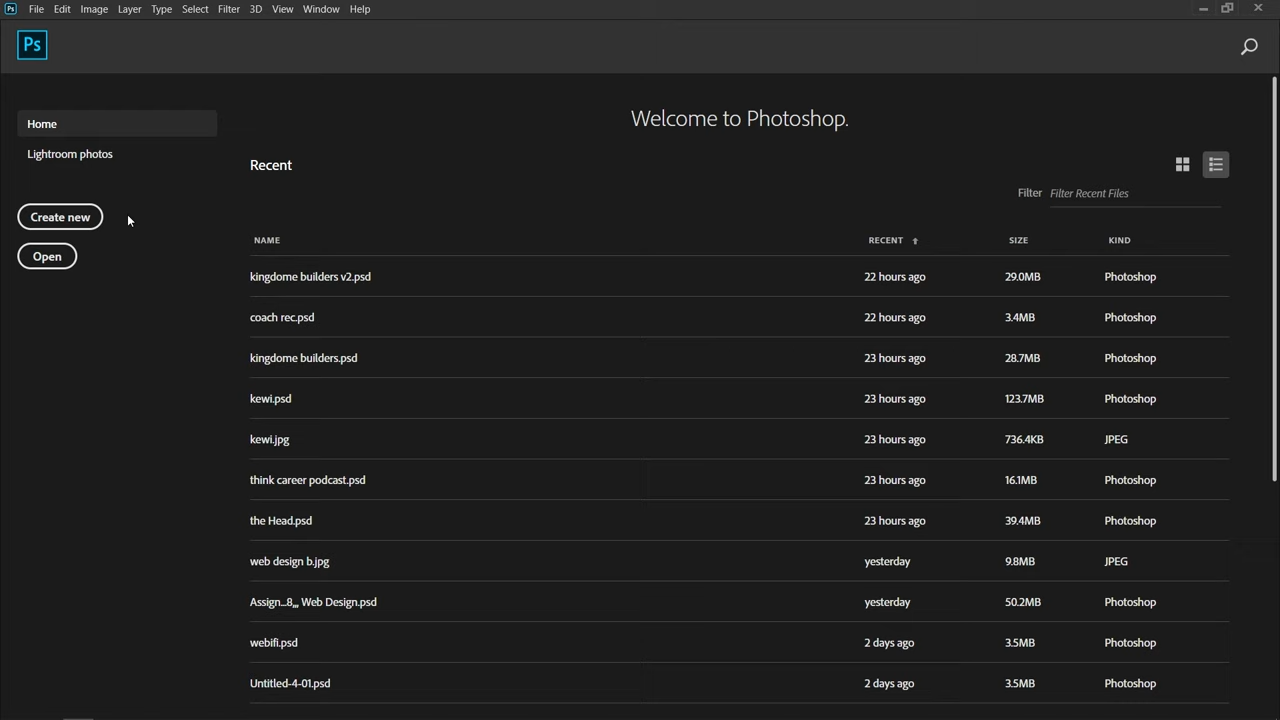 Ps File Edit Image Layer Type Select Filter 3D View Window Help
Ps
Home
Lightroom photos
Create new
Open
Welcome to Photoshop.
Recent
Filter Filter Recent Files
NAME RECENT SIZE KIND
kingdome builders v2.psd 22 hours ago 29.0MB Photoshop
coach rec.psd 22 hours ago 3.4MB Photoshop
kingdome builders.psd 23 hours ago 28.7MB Photoshop
kewi.psd 23 hours ago 123.7MB Photoshop
kewi.jpg 23 hours ago 736.4KB JPEG
think career podcast.psd 23 hours ago 16.1MB Photoshop
the Head.psd 23 hours ago 39.4MB Photoshop
web design b.jpg yesterday 9.8MB JPEG
Assign...8,,, Web Design.psd yesterday 50.2MB Photoshop
webifi.psd 2 days ago 3.5MB Photoshop
Untitled-4-01.psd 2 days ago 3.5MB Photoshop